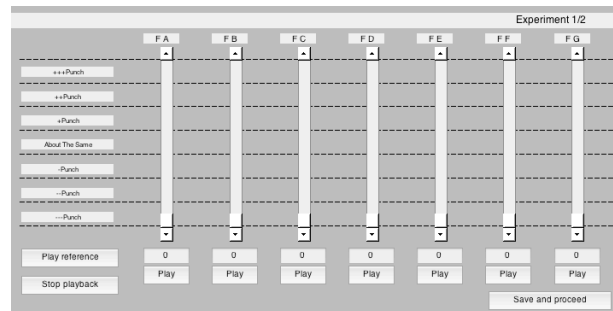 Experiment 1/2
F A F B F C F D F E F F F G
+++Punch
++Punch
+Punch
About The Same
-Punch
--Punch
---Punch
Play reference 0 0 0 0 0 0 0
Play Play Play Play Play Play Play
Stop playback
Save and proceed